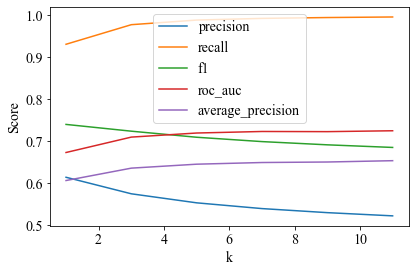 1.0
0.9
0.8
0.7
0.6
0.5
Score
precision
recall
f1
roc_auc
average_precision
2 4 6 8 10
k